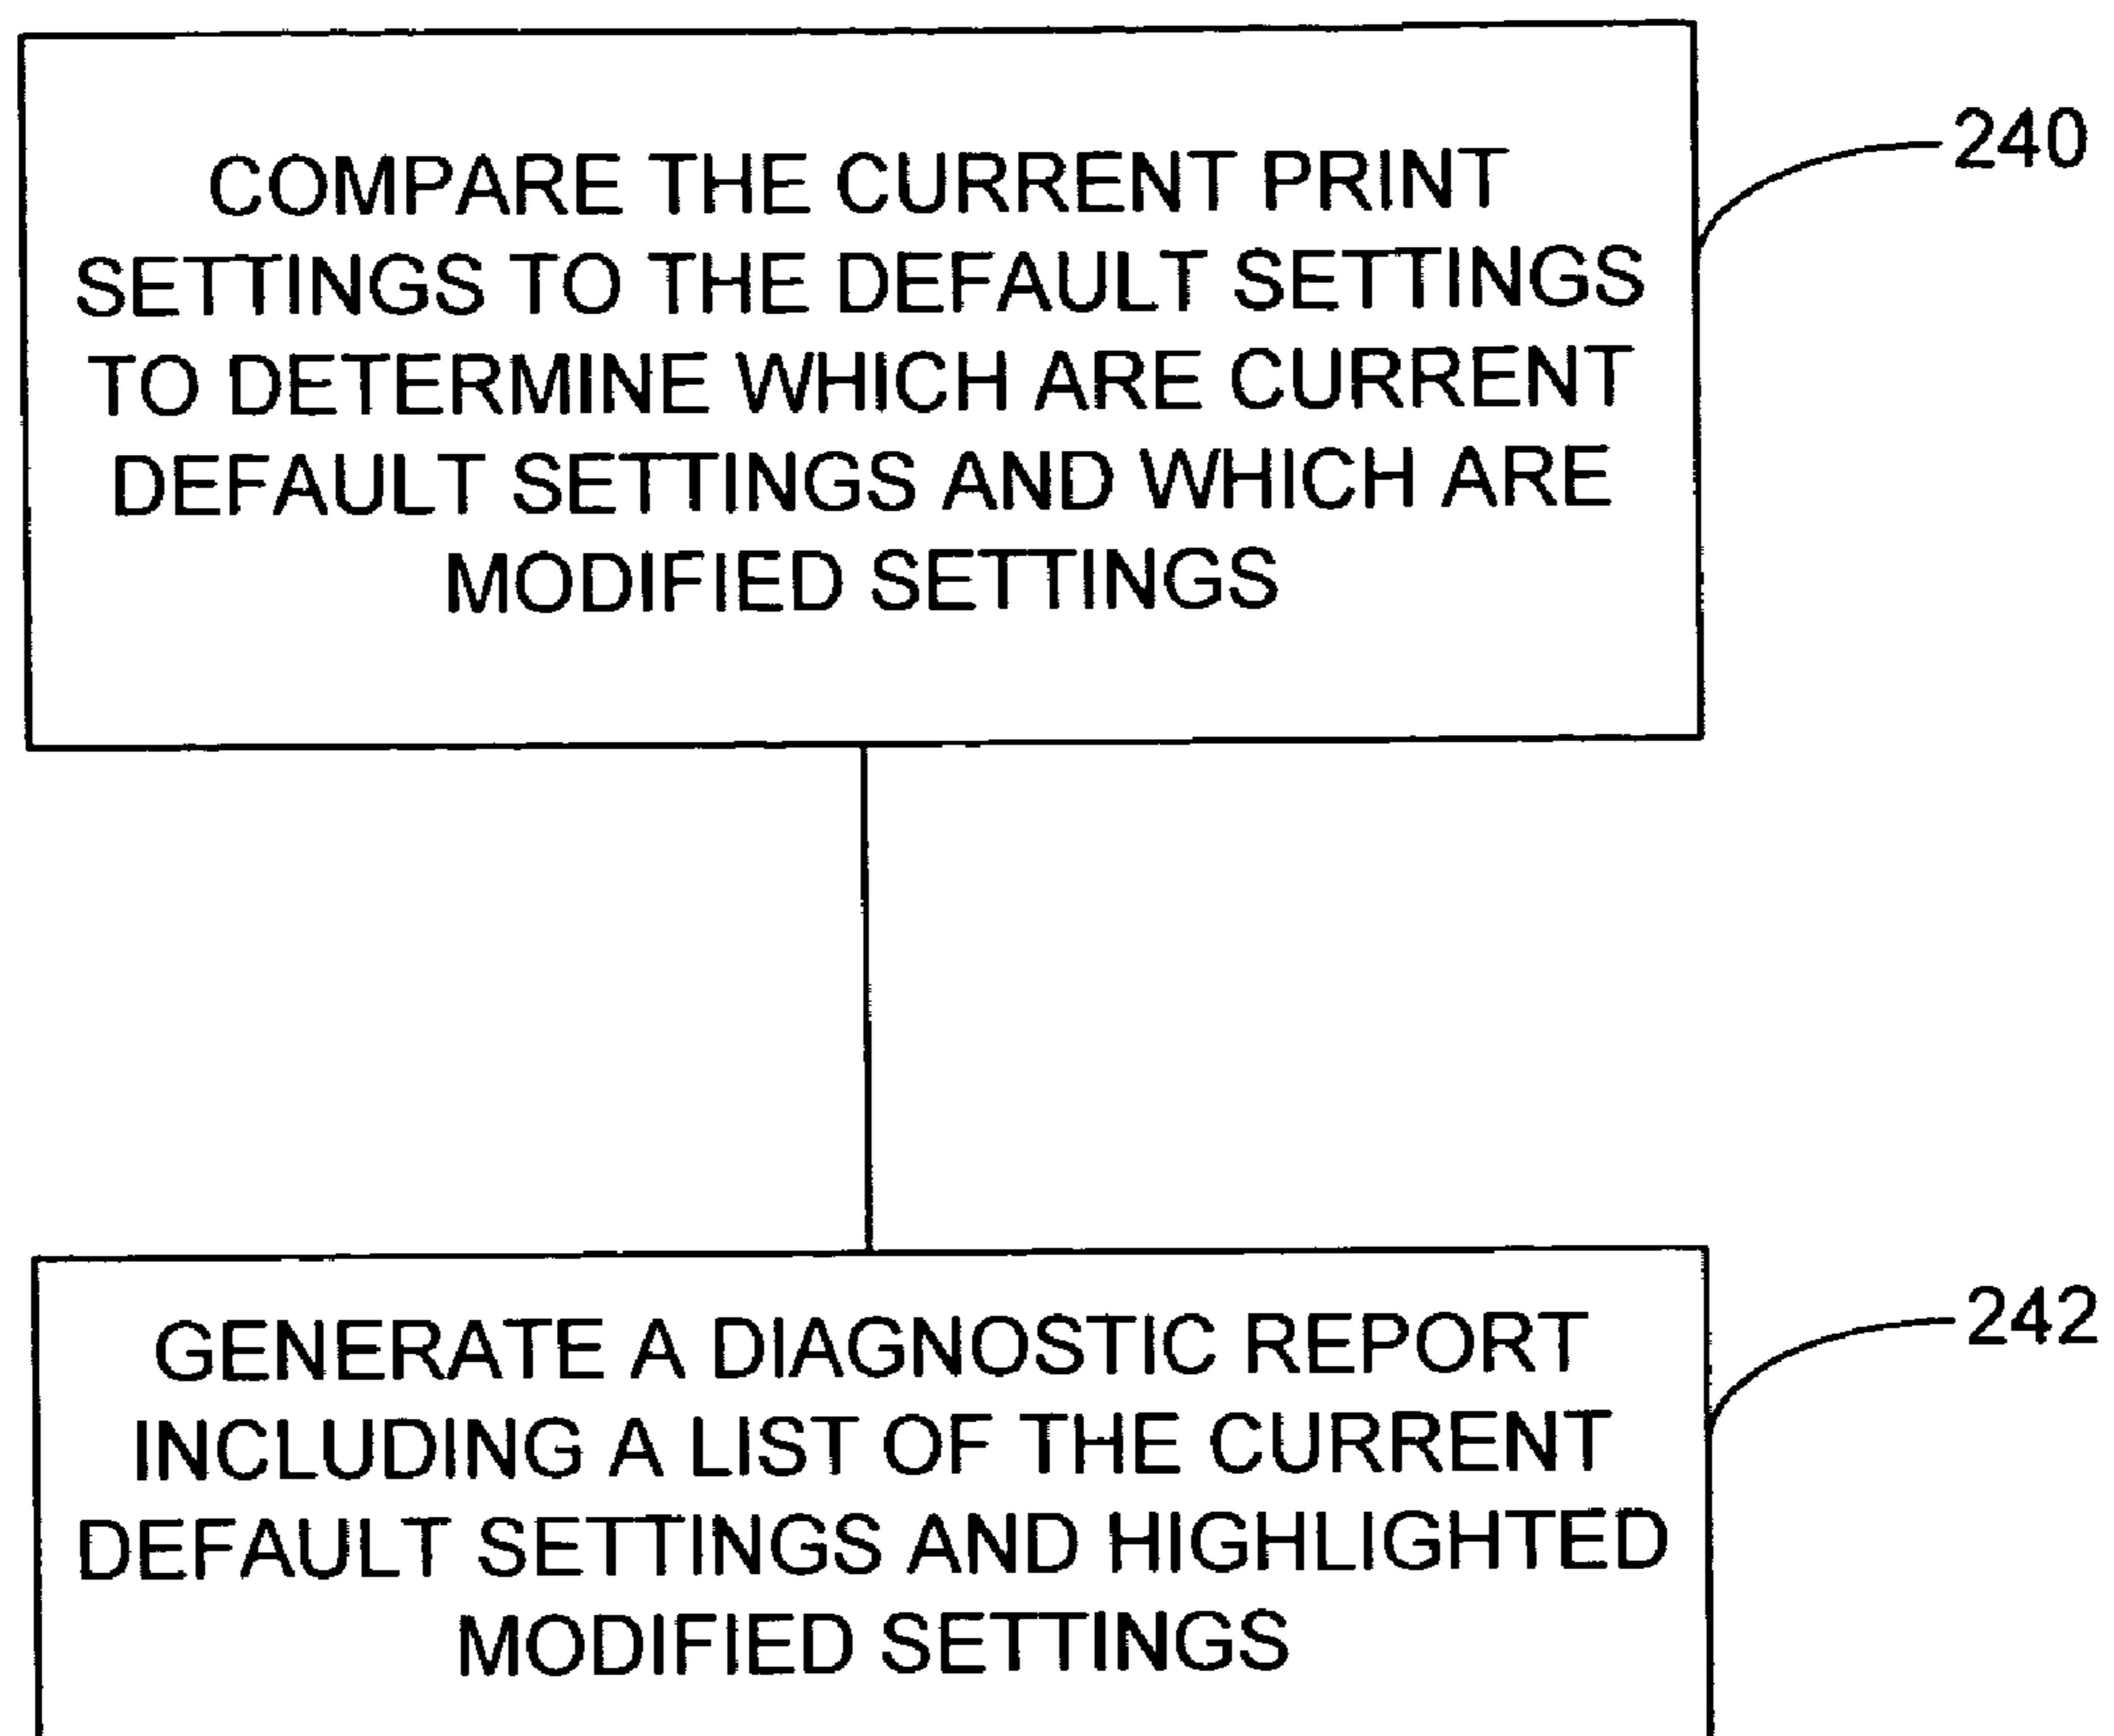 COMPARE THE CURRENT PRINT
SETTINGS TO THE DEFAULT SETTINGS
TO DETERMINE WHICH ARE CURRENT
DEFAULT SETTINGS AND WHICH ARE
MODIFIED SETTINGS
240
GENERATE A DIAGNOSTIC REPORT
INCLUDING A LIST OF THE CURRENT
DEFAULT SETTINGS AND HIGHLIGHTED
MODIFIED SETTINGS
242